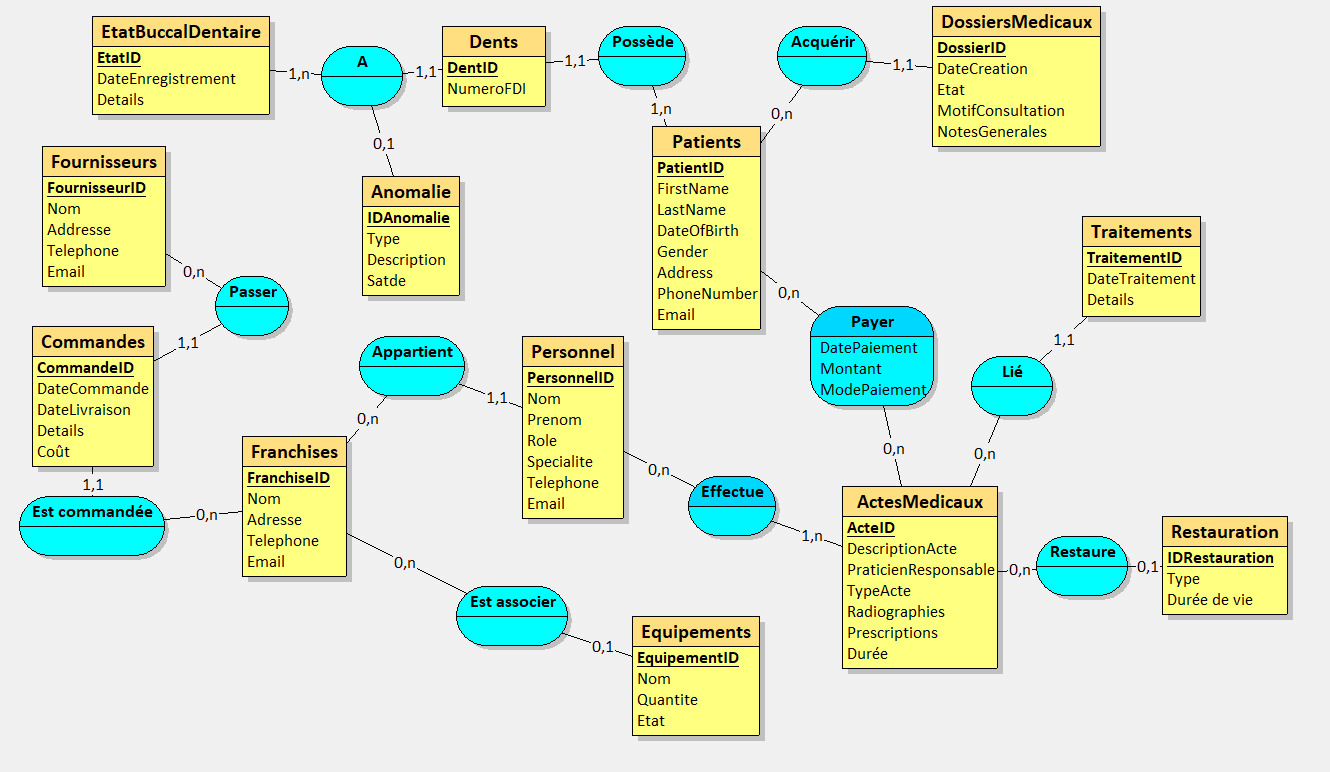 EtatBuccalDentaire
EtatID
DateEnregistrement
Details
1,n
A
1,1
0,1
Dents
DentID
NumeroFDI
1,1
Possède
1,n
Acquérir
1,1
0,n
DossiersMedicaux
DossierID
DateCreation
Etat
MotifConsultation
NotesGenerales
Patients
PatientID
FirstName
LastName
DateOfBirth
Gender
Address
PhoneNumber
Email
Fournisseurs
FournisseurID
Nom
Addresse
Telephone
Email
0,n
Passer
1,1
Anomalie
IDAnomalie
Type
Description
Satde
Traitements
TraitementID
DateTraitement
Details
1,1
Lié
0,n
0,n
Payer
DatePaiement
Montant
ModePaiement
0,n
Commandes
CommandeID
DateCommande
DateLivraison
Details
Coût
1,1
Est commandée
0,n
Appartient
1,1
0,n
Personnel
PersonnelID
Nom
Prenom
Role
Specialite
Telephone
Email
0,n
Effectue
1,n
Franchises
FranchiseID
Nom
Adresse
Telephone
Email
0,n
Est associer
0,1
Equipements
EquipementID
Nom
Quantite
Etat
ActesMedicaux
ActeID
DescriptionActe
PraticienResponsable
TypeActe
Radiographies
Prescriptions
Durée
0,n
Restaure
0,1
Restauration
IDRestauration
Type
Durée de vie